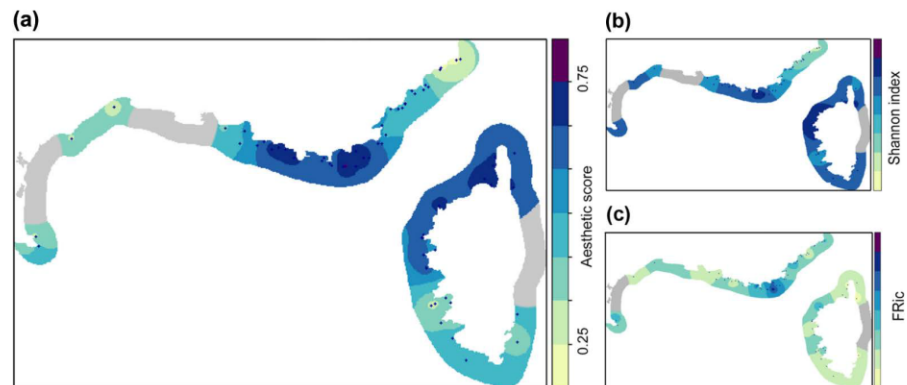 (a)
0.75
Aesthetic score
0.25
(b)
Shannon index
(c)
FRic